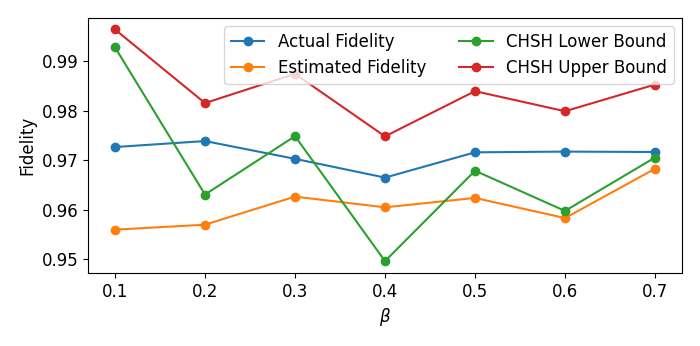 Actual Fidelity
Estimated Fidelity
CHSH Lower Bound
CHSH Upper Bound
Fidelity
0.99
0.98
0.97
0.96
0.95
0.1 0.2 0.3 0.4 0.5 0.6 0.7
β